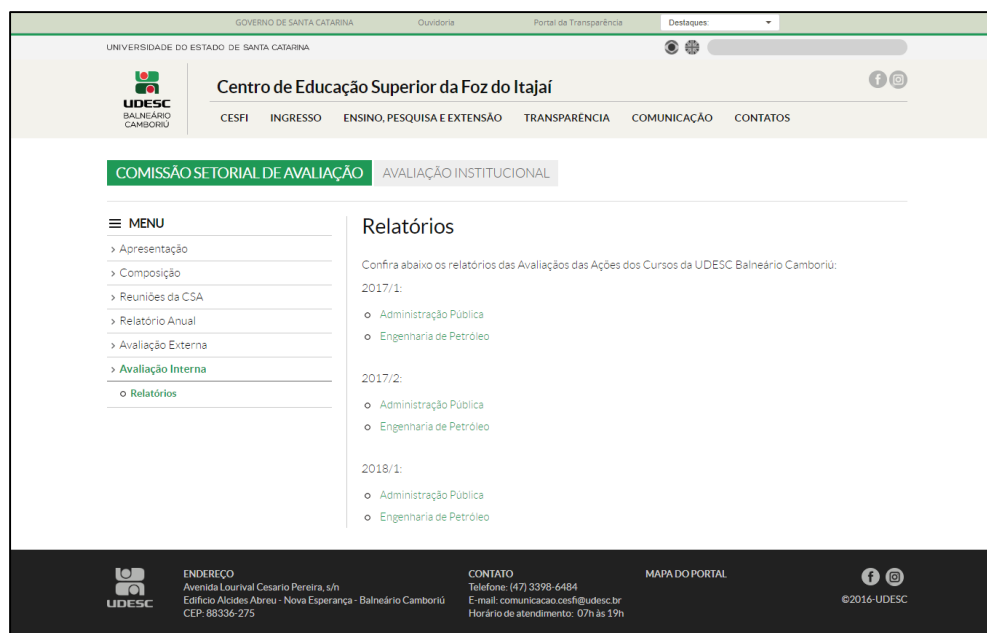 GOVERNO DE SANTA CATARINA Ouvidoria Portal da Transparência Destaques:
UNIVERSIDADE DO ESTADO DE SANTA CATARINA
UDESC
BALNEÁRIO
CAMBORIÚ
Centro de Educação Superior da Foz do Itajaí
CESFI INGRESSO ENSINO, PESQUISA E EXTENSÃO TRANSPARÊNCIA COMUNICAÇÃO CONTATOS
COMISSÃO SETORIAL DE AVALIAÇÃO AVALIAÇÃO INSTITUCIONAL
MENU
Apresentação
Composição
Reuniões da CSA
Relatório Anual
Avaliação Externa
Avaliação Interna
Relatórios
Relatórios
Confira abaixo os relatórios das Avaliaçãos das Ações dos Cursos da UDESC Balneário Camboriú:
2017/1:
Administração Pública
Engenharia de Petróleo
2017/2:
Administração Pública
Engenharia de Petróleo
2018/1:
Administração Pública
Engenharia de Petróleo
UDESC
ENDEREÇO
Avenida Lourival Cesario Pereira, s/n
Edifício Alcides Abreu - Nova Esperança - Balneário Camboriú
CEP: 88336-275
CONTATO
Telefone: (47) 3398-6484
E-mail: comunicacao.cesfi@udesc.br
Horário de atendimento: 07h às 19h
MAPA DO PORTAL
©2016-UDESC